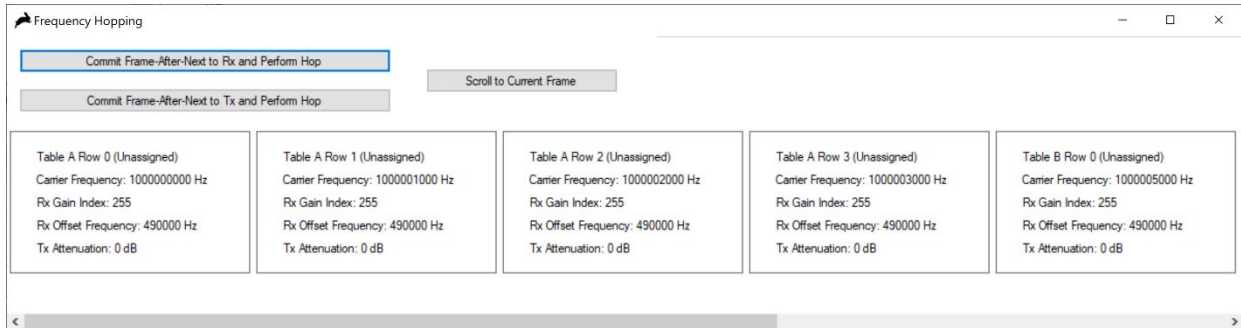 Frequency Hopping
Commit Frame-After-Next to Rx and Perform Hop
Scroll to Current Frame
Commit Frame-After-Next to Tx and Perform Hop
Table A Row 0 (Unassigned)
Carrier Frequency: 1000000000 Hz
Rx Gain Index: 255
Rx Offset Frequency: 490000 Hz
Tx Attenuation: 0 dB
Table A Row 1 (Unassigned)
Carrier Frequency: 1000001000 Hz
Rx Gain Index: 255
Rx Offset Frequency: 490000 Hz
Tx Attenuation: 0 dB
Table A Row 2 (Unassigned)
Carrier Frequency: 1000002000 Hz
Rx Gain Index: 255
Rx Offset Frequency: 490000 Hz
Tx Attenuation: 0 dB
Table A Row 3 (Unassigned)
Carrier Frequency: 1000003000 Hz
Rx Gain Index: 255
Rx Offset Frequency: 490000 Hz
Tx Attenuation: 0 dB
Table B Row 0 (Unassigned)
Carrier Frequency: 1000005000 Hz
Rx Gain Index: 255
Rx Offset Frequency: 490000 Hz
Tx Attenuation: 0 dB